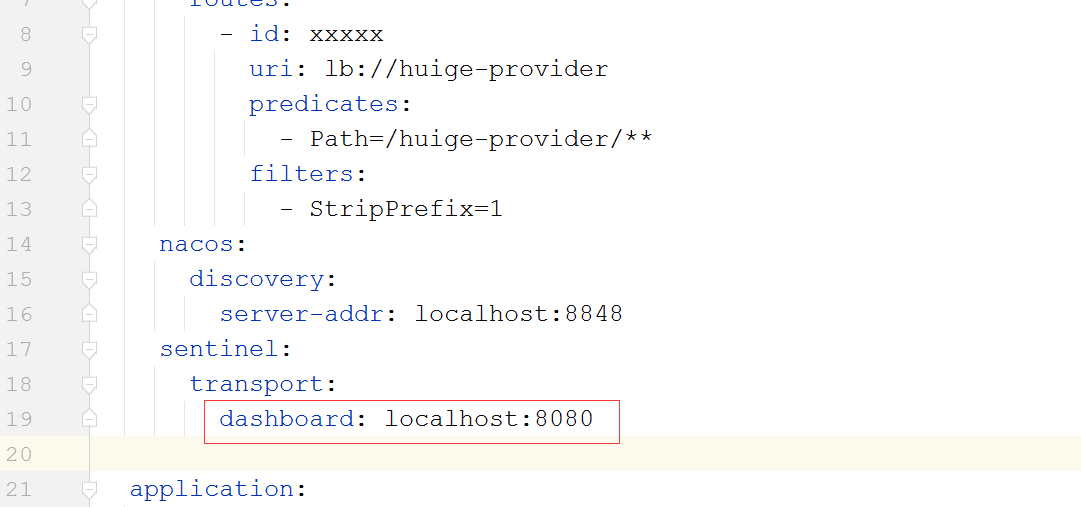 7 routes:
8 - id: xxxxx
9 uri: lb://huige-provider
10 predicates:
11 - Path=/huige-provider/**
12 filters:
13 - StripPrefix=1
14 nacos:
15 discovery:
16 server-addr: localhost:8848
17 sentinel:
18 transport:
19 dashboard: localhost:8080
20
21 application: